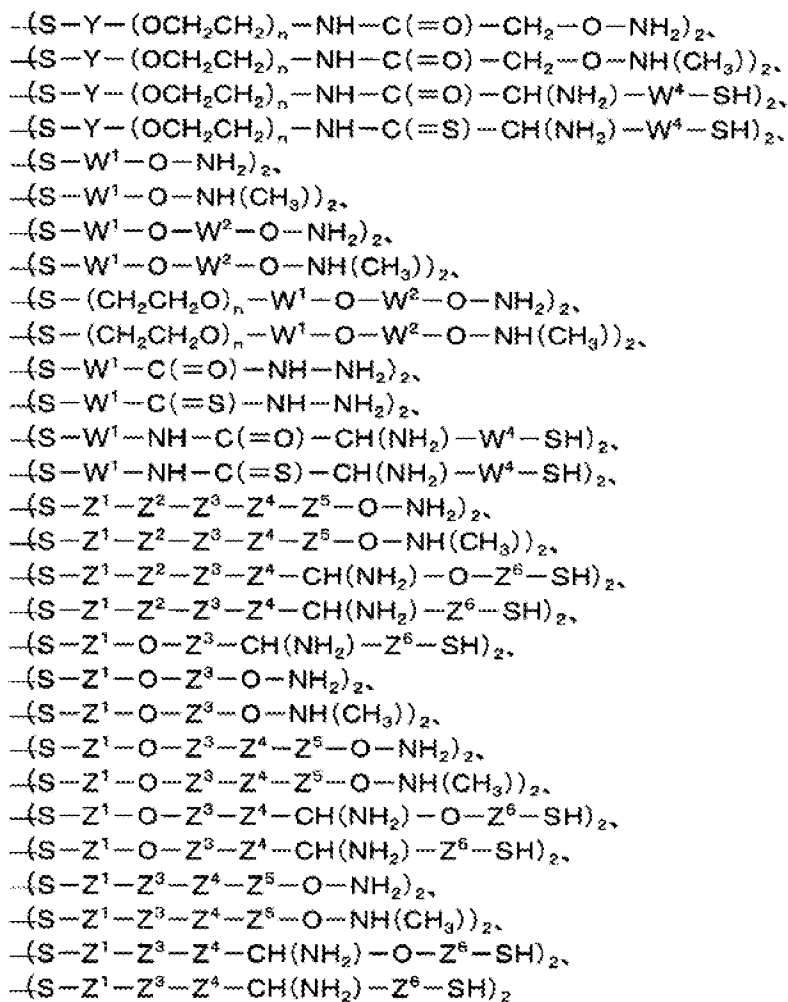 —(S—Y—(OCH₂CH₂)ₙ—NH—C(=O)—CH₂—O—NH₂)₂、
—(S—Y—(OCH₂CH₂)ₙ—NH—C(=O)—CH₂—O—NH(CH₃))₂、
—(S—Y—(OCH₂CH₂)ₙ—NH—C(=O)—CH(NH₂)—W⁴—SH)₂、
—(S—Y—(OCH₂CH₂)ₙ—NH—C(=S)—CH(NH₂)—W⁴—SH)₂、
—(S—W¹—O—NH₂)₂、
—(S—W¹—O—NH(CH₃))₂、
—(S—W¹—O—W²—O—NH₂)₂、
—(S—W¹—O—W²—O—NH(CH₃))₂、
—(S—(CH₂CH₂O)ₙ—W¹—O—W²—O—NH₂)₂、
—(S—(CH₂CH₂O)ₙ—W¹—O—W²—O—NH(CH₃))₂、
—(S—W¹—C(=O)—NH—NH₂)₂、
—(S—W¹—C(=S)—NH—NH₂)₂、
—(S—W¹—NH—C(=O)—CH(NH₂)—W⁴—SH)₂、
—(S—W¹—NH—C(=S)—CH(NH₂)—W⁴—SH)₂、
—(S—Z¹—Z²—Z³—Z⁴—Z⁵—O—NH₂)₂、
—(S—Z¹—Z²—Z³—Z⁴—Z⁵—O—NH(CH₃))₂、
—(S—Z¹—Z²—Z³—Z⁴—CH(NH₂)—O—Z⁶—SH)₂、
—(S—Z¹—Z²—Z³—Z⁴—CH(NH₂)—Z⁶—SH)₂、
—(S—Z¹—O—Z³—CH(NH₂)—Z⁶—SH)₂、
—(S—Z¹—O—Z³—O—NH₂)₂、
—(S—Z¹—O—Z³—O—NH(CH₃))₂、
—(S—Z¹—O—Z³—Z⁴—Z⁵—O—NH₂)₂、
—(S—Z¹—O—Z³—Z⁴—Z⁵—O—NH(CH₃))₂、
—(S—Z¹—O—Z³—Z⁴—CH(NH₂)—O—Z⁶—SH)₂、
—(S—Z¹—O—Z³—Z⁴—CH(NH₂)—Z⁶—SH)₂、
—(S—Z¹—Z³—Z⁴—Z⁵—O—NH₂)₂、
—(S—Z¹—Z³—Z⁴—Z⁵—O—NH(CH₃))₂、
—(S—Z¹—Z³—Z⁴—CH(NH₂)—O—Z⁶—SH)₂、
—(S—Z¹—Z³—Z⁴—CH(NH₂)—Z⁶—SH)₂